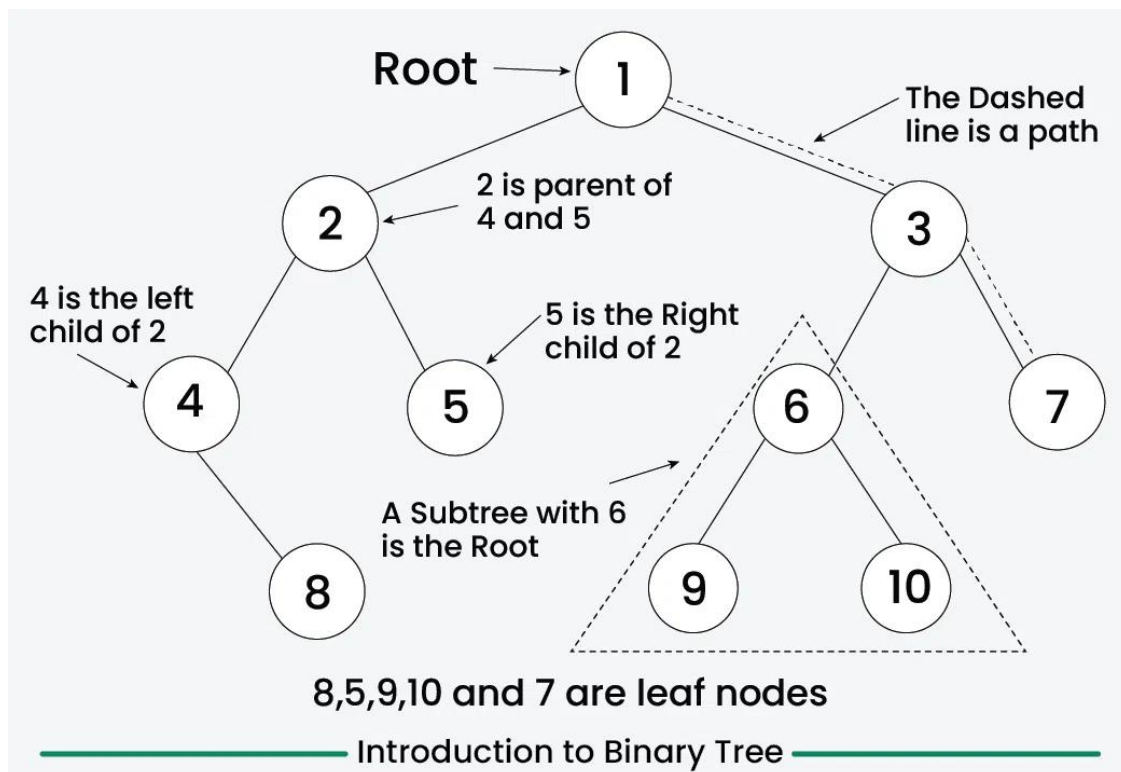 Root
1
The Dashed
line is a path
2
2 is parent of
4 and 5
3
4 is the left
child of 2
5 is the Right
child of 2
4
5
6
7
A Subtree with 6
is the Root
8
9
10
8,5,9,10 and 7 are leaf nodes
Introduction to Binary Tree